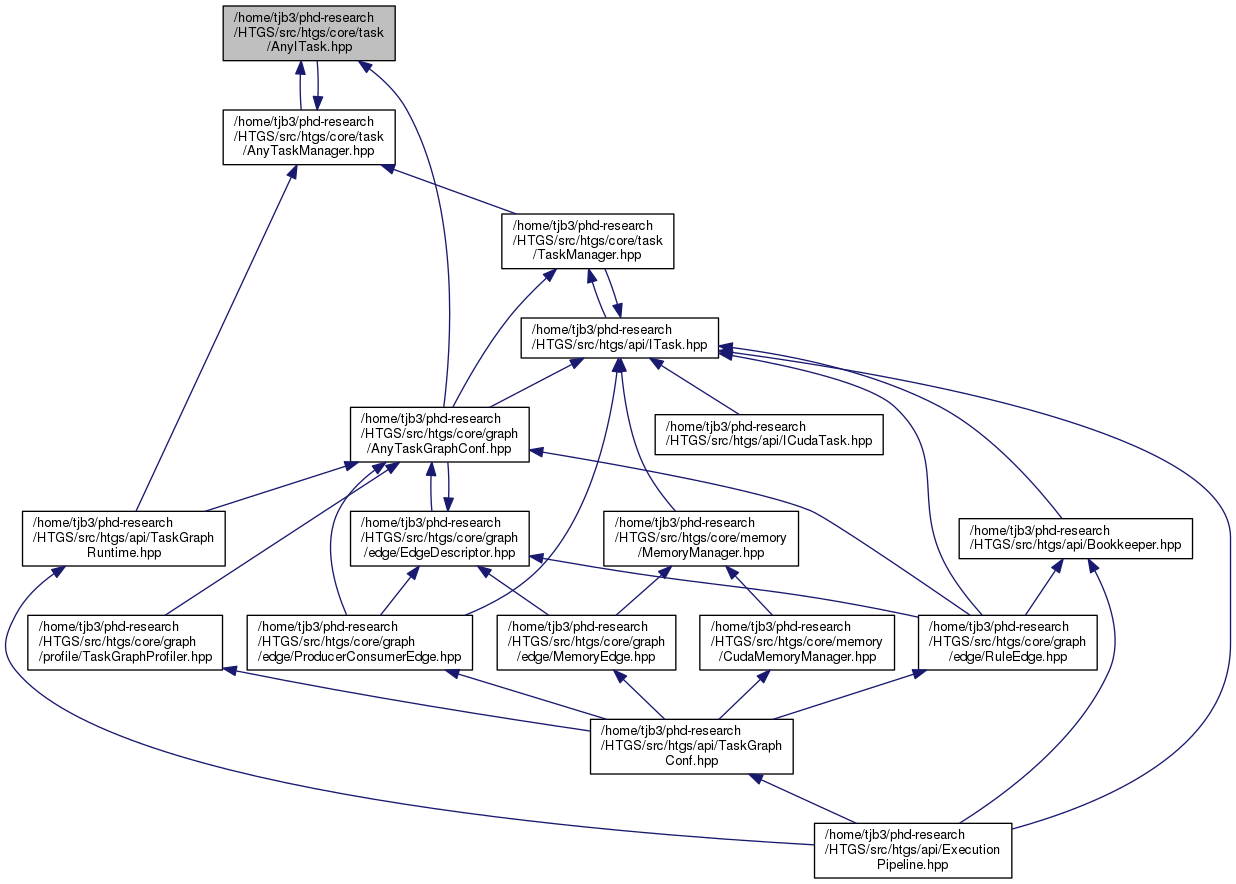 /home/tjb3/phd-research
/HTGS/src/htgs/core/task
/AnyITask.hpp
/home/tjb3/phd-research
/HTGS/src/htgs/core/task
/AnyTaskManager.hpp
/home/tjb3/phd-research
/HTGS/src/htgs/core/task
/TaskManager.hpp
/home/tjb3/phd-research
/HTGS/src/htgs/api/ITask.hpp
/home/tjb3/phd-research
/HTGS/src/htgs/core/graph
/AnyTaskGraphConf.hpp
/home/tjb3/phd-research
/HTGS/src/htgs/api/ICudaTask.hpp
/home/tjb3/phd-research
/HTGS/src/htgs/api/TaskGraph
Runtime.hpp
/home/tjb3/phd-research
/HTGS/src/htgs/core/graph
/edge/EdgeDescriptor.hpp
/home/tjb3/phd-research
/HTGS/src/htgs/core/memory
/MemoryManager.hpp
/home/tjb3/phd-research
/HTGS/src/htgs/api/Bookkeeper.hpp
/home/tjb3/phd-research
/HTGS/src/htgs/core/graph
/profile/TaskGraphProfiler.hpp
/home/tjb3/phd-research
/HTGS/src/htgs/core/graph
/edge/ProducerConsumerEdge.hpp
/home/tjb3/phd-research
/HTGS/src/htgs/core/graph
/edge/MemoryEdge.hpp
/home/tjb3/phd-research
/HTGS/src/htgs/core/memory
/CudaMemoryManager.hpp
/home/tjb3/phd-research
/HTGS/src/htgs/core/graph
/edge/RuleEdge.hpp
/home/tjb3/phd-research
/HTGS/src/htgs/api/TaskGraph
Conf.hpp
/home/tjb3/phd-research
/HTGS/src/htgs/api/Execution
Pipeline.hpp